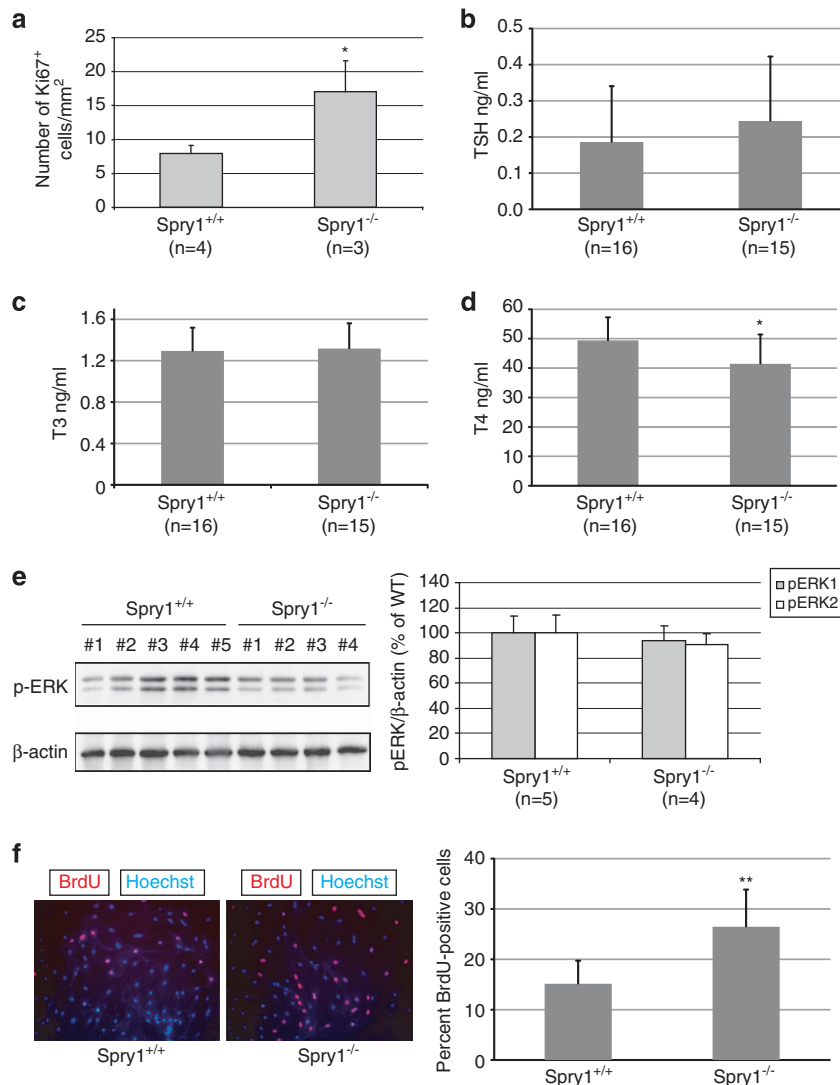 a
Number of Ki67+
cells/mm2
25
20
15
10
5
0
*
Spry1+/+
(n=4)
Spry1-/-
(n=3)
b
TSH ng/ml
0.5
0.4
0.3
0.2
0.1
0.0
Spry1+/+
(n=16)
Spry1-/-
(n=15)
c
T3 ng/ml
1.6
1.2
0.8
0.4
0
Spry1+/+
(n=16)
Spry1-/-
(n=15)
d
T4 ng/ml
60
50
40
30
20
10
0
*
Spry1+/+
(n=16)
Spry1-/-
(n=15)
e
Spry1+/+ Spry1-/-
#1 #2 #3 #4 #5 #1 #2 #3 #4
p-ERK
β-actin
pERK/β-actin (% of WT)
140
120
100
80
60
40
20
0
pERK1
pERK2
Spry1+/+
(n=5)
Spry1-/-
(n=4)
f
BrdU Hoechst BrdU Hoechst
Spry1+/+ Spry1-/-
Percent BrdU-positive cells
40
30
20
10
0
**
Spry1+/+ Spry1-/-